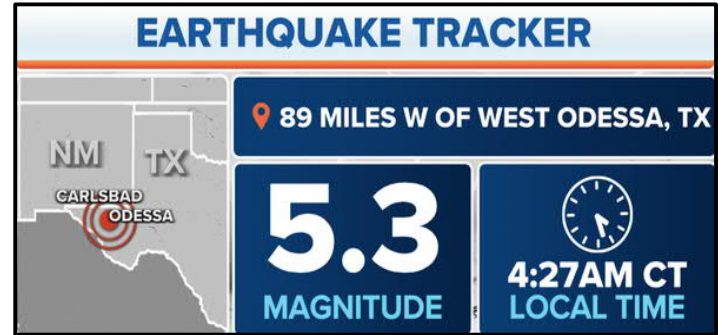 EARTHQUAKE TRACKER
NM
TX
CARLSBAD
ODESSA
89 MILES W OF WEST ODESSA, TX
5.3
MAGNITUDE
4:27AM CT
LOCAL TIME